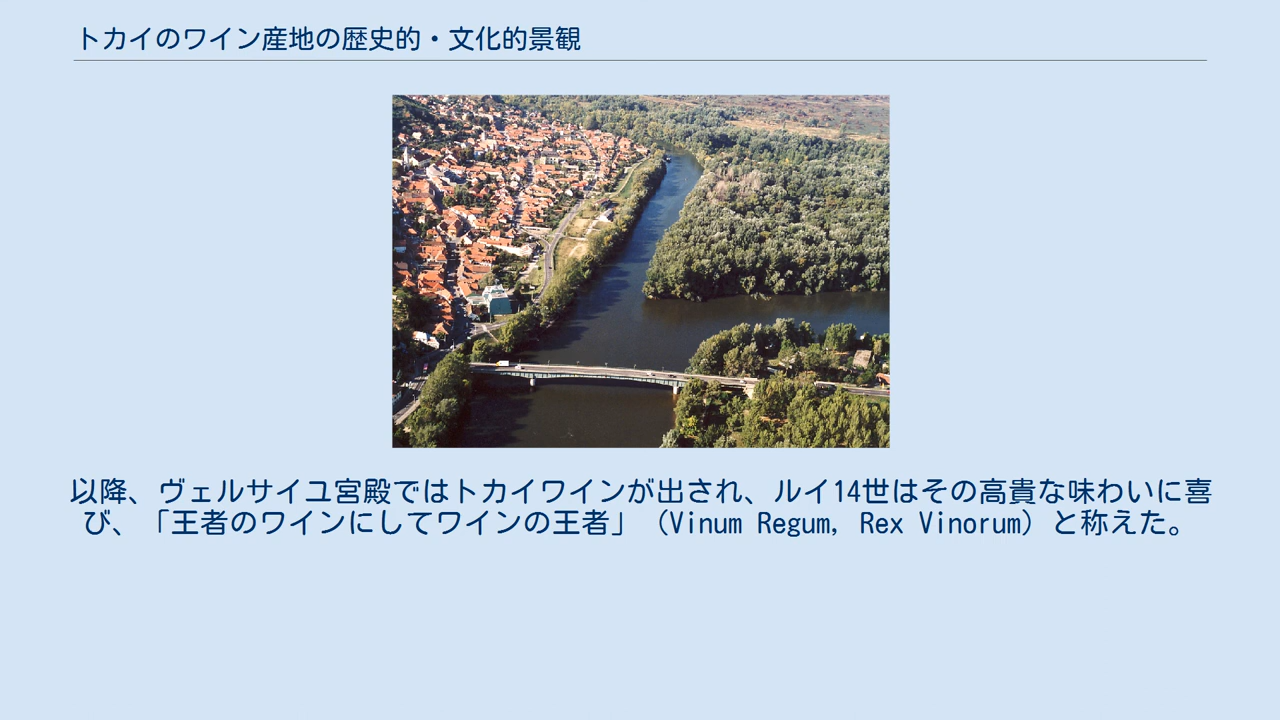 トカイのワイン産地の歴史的・文化的景観
以降、ヴェルサイユ宮殿ではトカイワインが出され、ルイ14世はその高貴な味わいに喜
び、「王者のワインにしてワインの王者」（Vinum Regum, Rex Vinorum）と称えた。